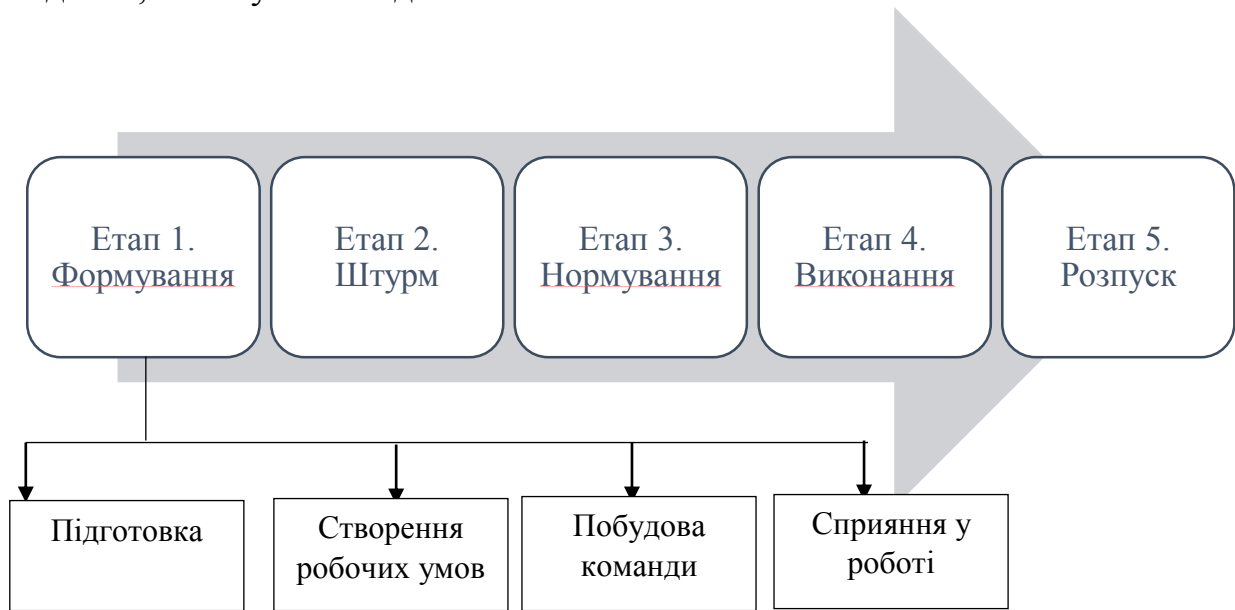 Етап 1.
Формування
Етап 2.
Штурм
Етап 3.
Нормування
Етап 4.
Виконання
Етап 5.
Розпуск
Підготовка
Створення
робочих умов
Побудова
команди
Сприяння у
роботі